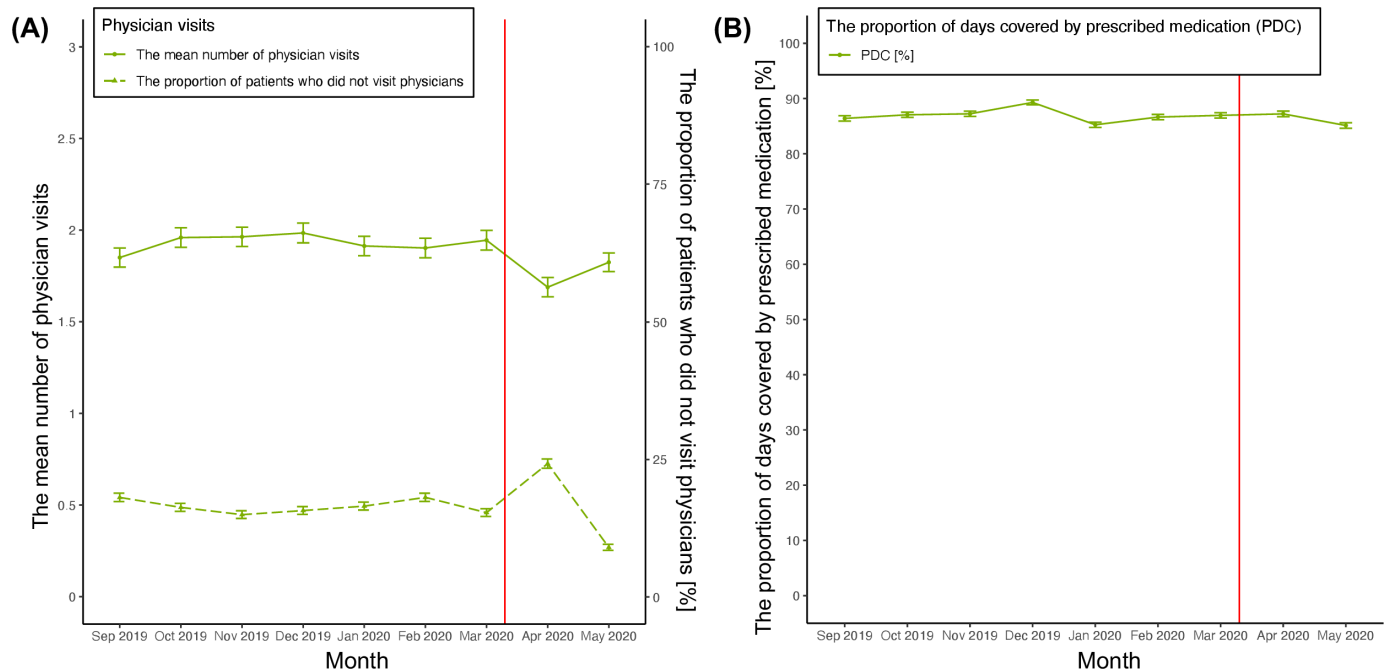 (A)
Physician visits
The mean number of physician visits
The proportion of patients who did not visit physicians
The mean number of physician visits
3
2.5
2
1.5
1
0.5
0
100
75
50
25
0
The proportion of patients who did not visit physicians [%]
Sep 2019 Oct 2019 Nov 2019 Dec 2019 Jan 2020 Feb 2020 Mar 2020 Apr 2020 May 2020
Month
(B)
The proportion of days covered by prescribed medication (PDC)
PDC [%]
The proportion of days covered by prescribed medication [%]
100
90
80
70
60
50
40
30
20
10
0
Sep 2019 Oct 2019 Nov 2019 Dec 2019 Jan 2020 Feb 2020 Mar 2020 Apr 2020 May 2020
Month